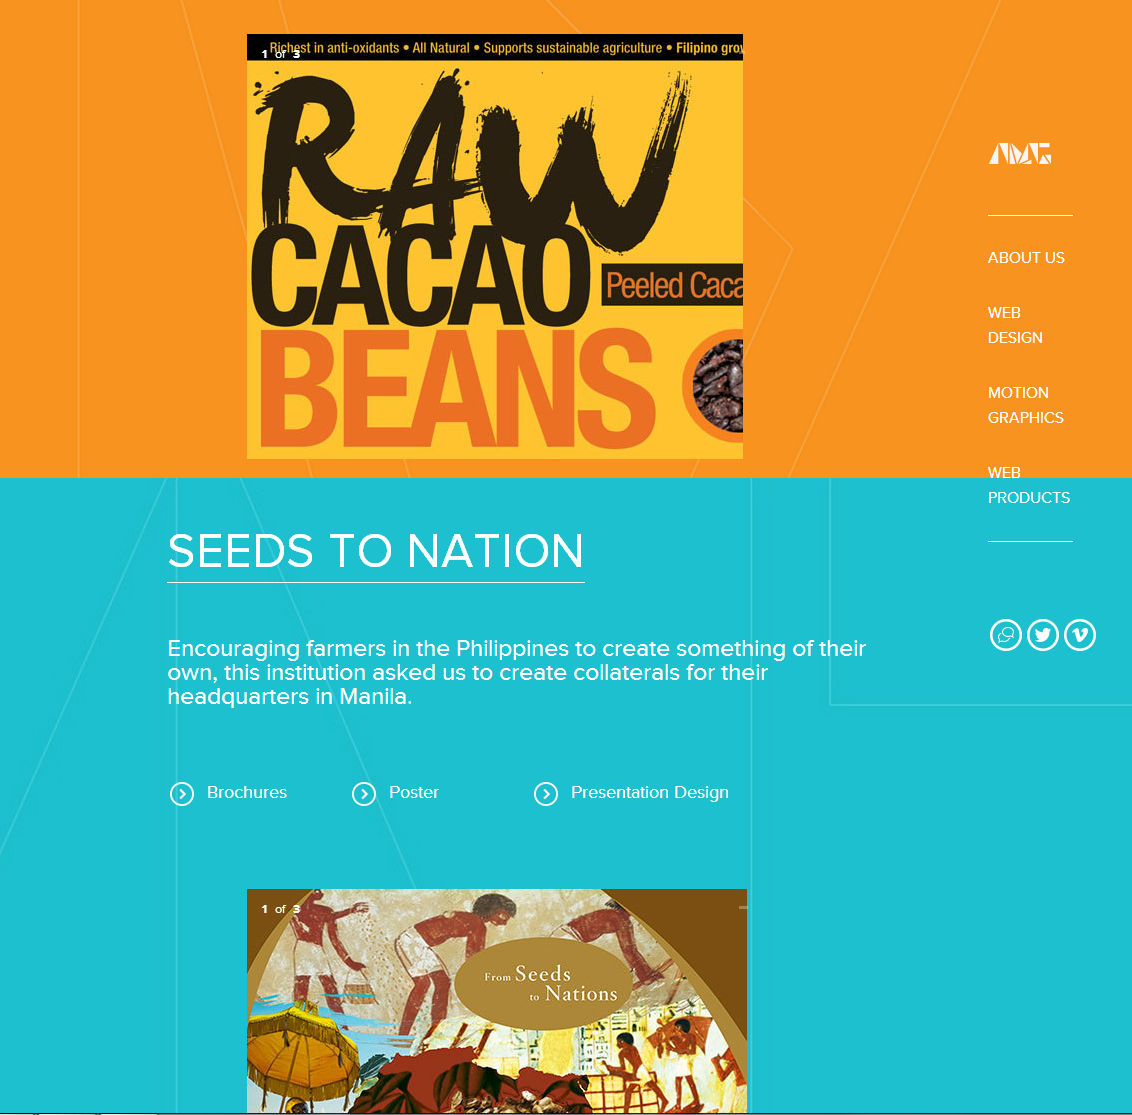 Richest in anti-oxidants • All Natural • Supports sustainable agriculture • Filipino
1 of 3
RAW
CACAO
Peeled
BEANS
AMG
ABOUT US
WEB
DESIGN
MOTION
GRAPHICS
WEB
PRODUCTS
SEEDS TO NATION
Encouraging farmers in the Philippines to create something of their
own, this institution asked us to create collaterals for their
headquarters in Manila.
Brochures
Poster
Presentation Design
1 of 3
From Seeds
to Nations